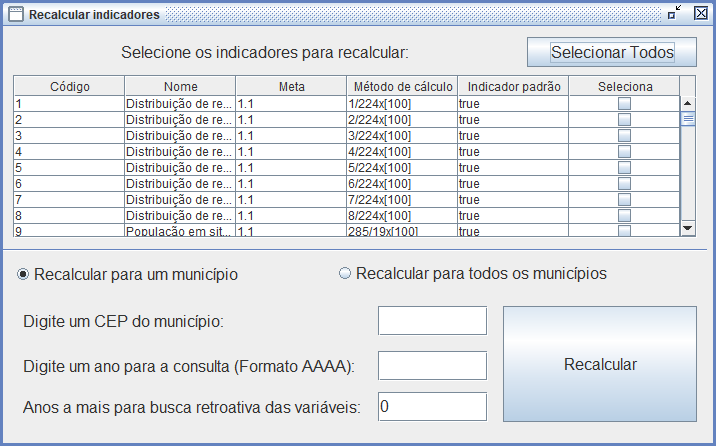 Recalcular indicadores
Selecione os indicadores para recalcular:
Selecionar Todos
Código Nome Meta Método de cálculo Indicador padrão Seleciona
1 Distribuição de re... 1.1 1/224x[100] true
2 Distribuição de re... 1.1 2/224x[100] true
3 Distribuição de re... 1.1 3/224x[100] true
4 Distribuição de re... 1.1 4/224x[100] true
5 Distribuição de re... 1.1 5/224x[100] true
6 Distribuição de re... 1.1 6/224x[100] true
7 Distribuição de re... 1.1 7/224x[100] true
8 Distribuição de re... 1.1 8/224x[100] true
9 População em sit... 1.1 285/19x[100] true
Recalcular para um município
Recalcular para todos os municípios
Digite um CEP do município:
Digite um ano para a consulta (Formato AAAA):
Anos a mais para busca retroativa das variáveis: 0
Recalcular